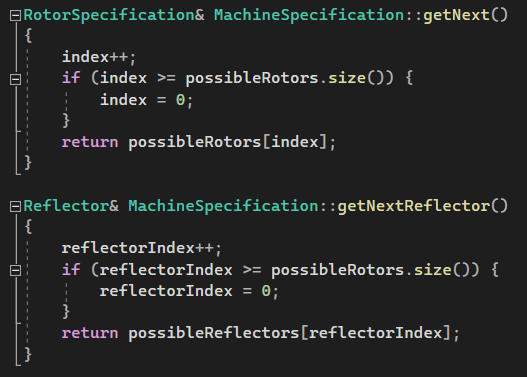 RotorSpecification& MachineSpecification::getNext()
{
    index++;
    if (index >= possibleRotors.size()) {
        index = 0;
    }
    return possibleRotors[index];
}

Reflector& MachineSpecification::getNextReflector()
{
    reflectorIndex++;
    if (reflectorIndex >= possibleRotors.size()) {
        reflectorIndex = 0;
    }
    return possibleReflectors[reflectorIndex];
}